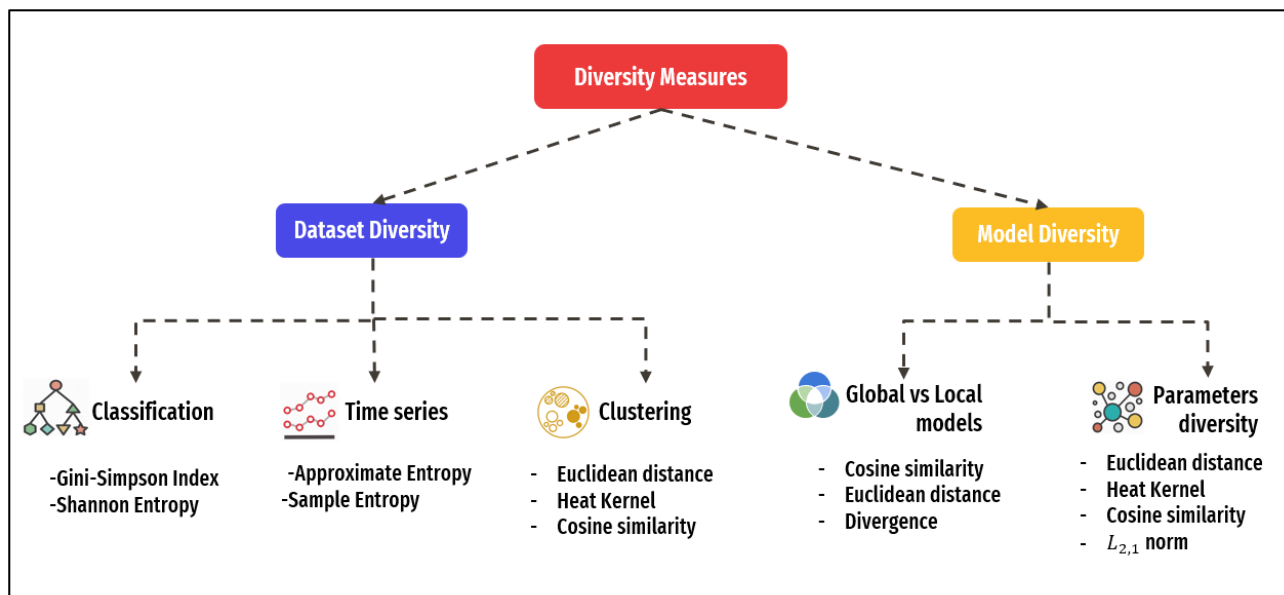 Diversity Measures
Dataset Diversity
Model Diversity
Classification
-Gini-Simpson Index
-Shannon Entropy
Time series
-Approximate Entropy
-Sample Entropy
Clustering
- Euclidean distance
- Heat Kernel
- Cosine similarity
Global vs Local
models
- Cosine similarity
- Euclidean distance
- Divergence
Parameters
diversity
- Euclidean distance
- Heat Kernel
- Cosine similarity
- L₂,₁ norm